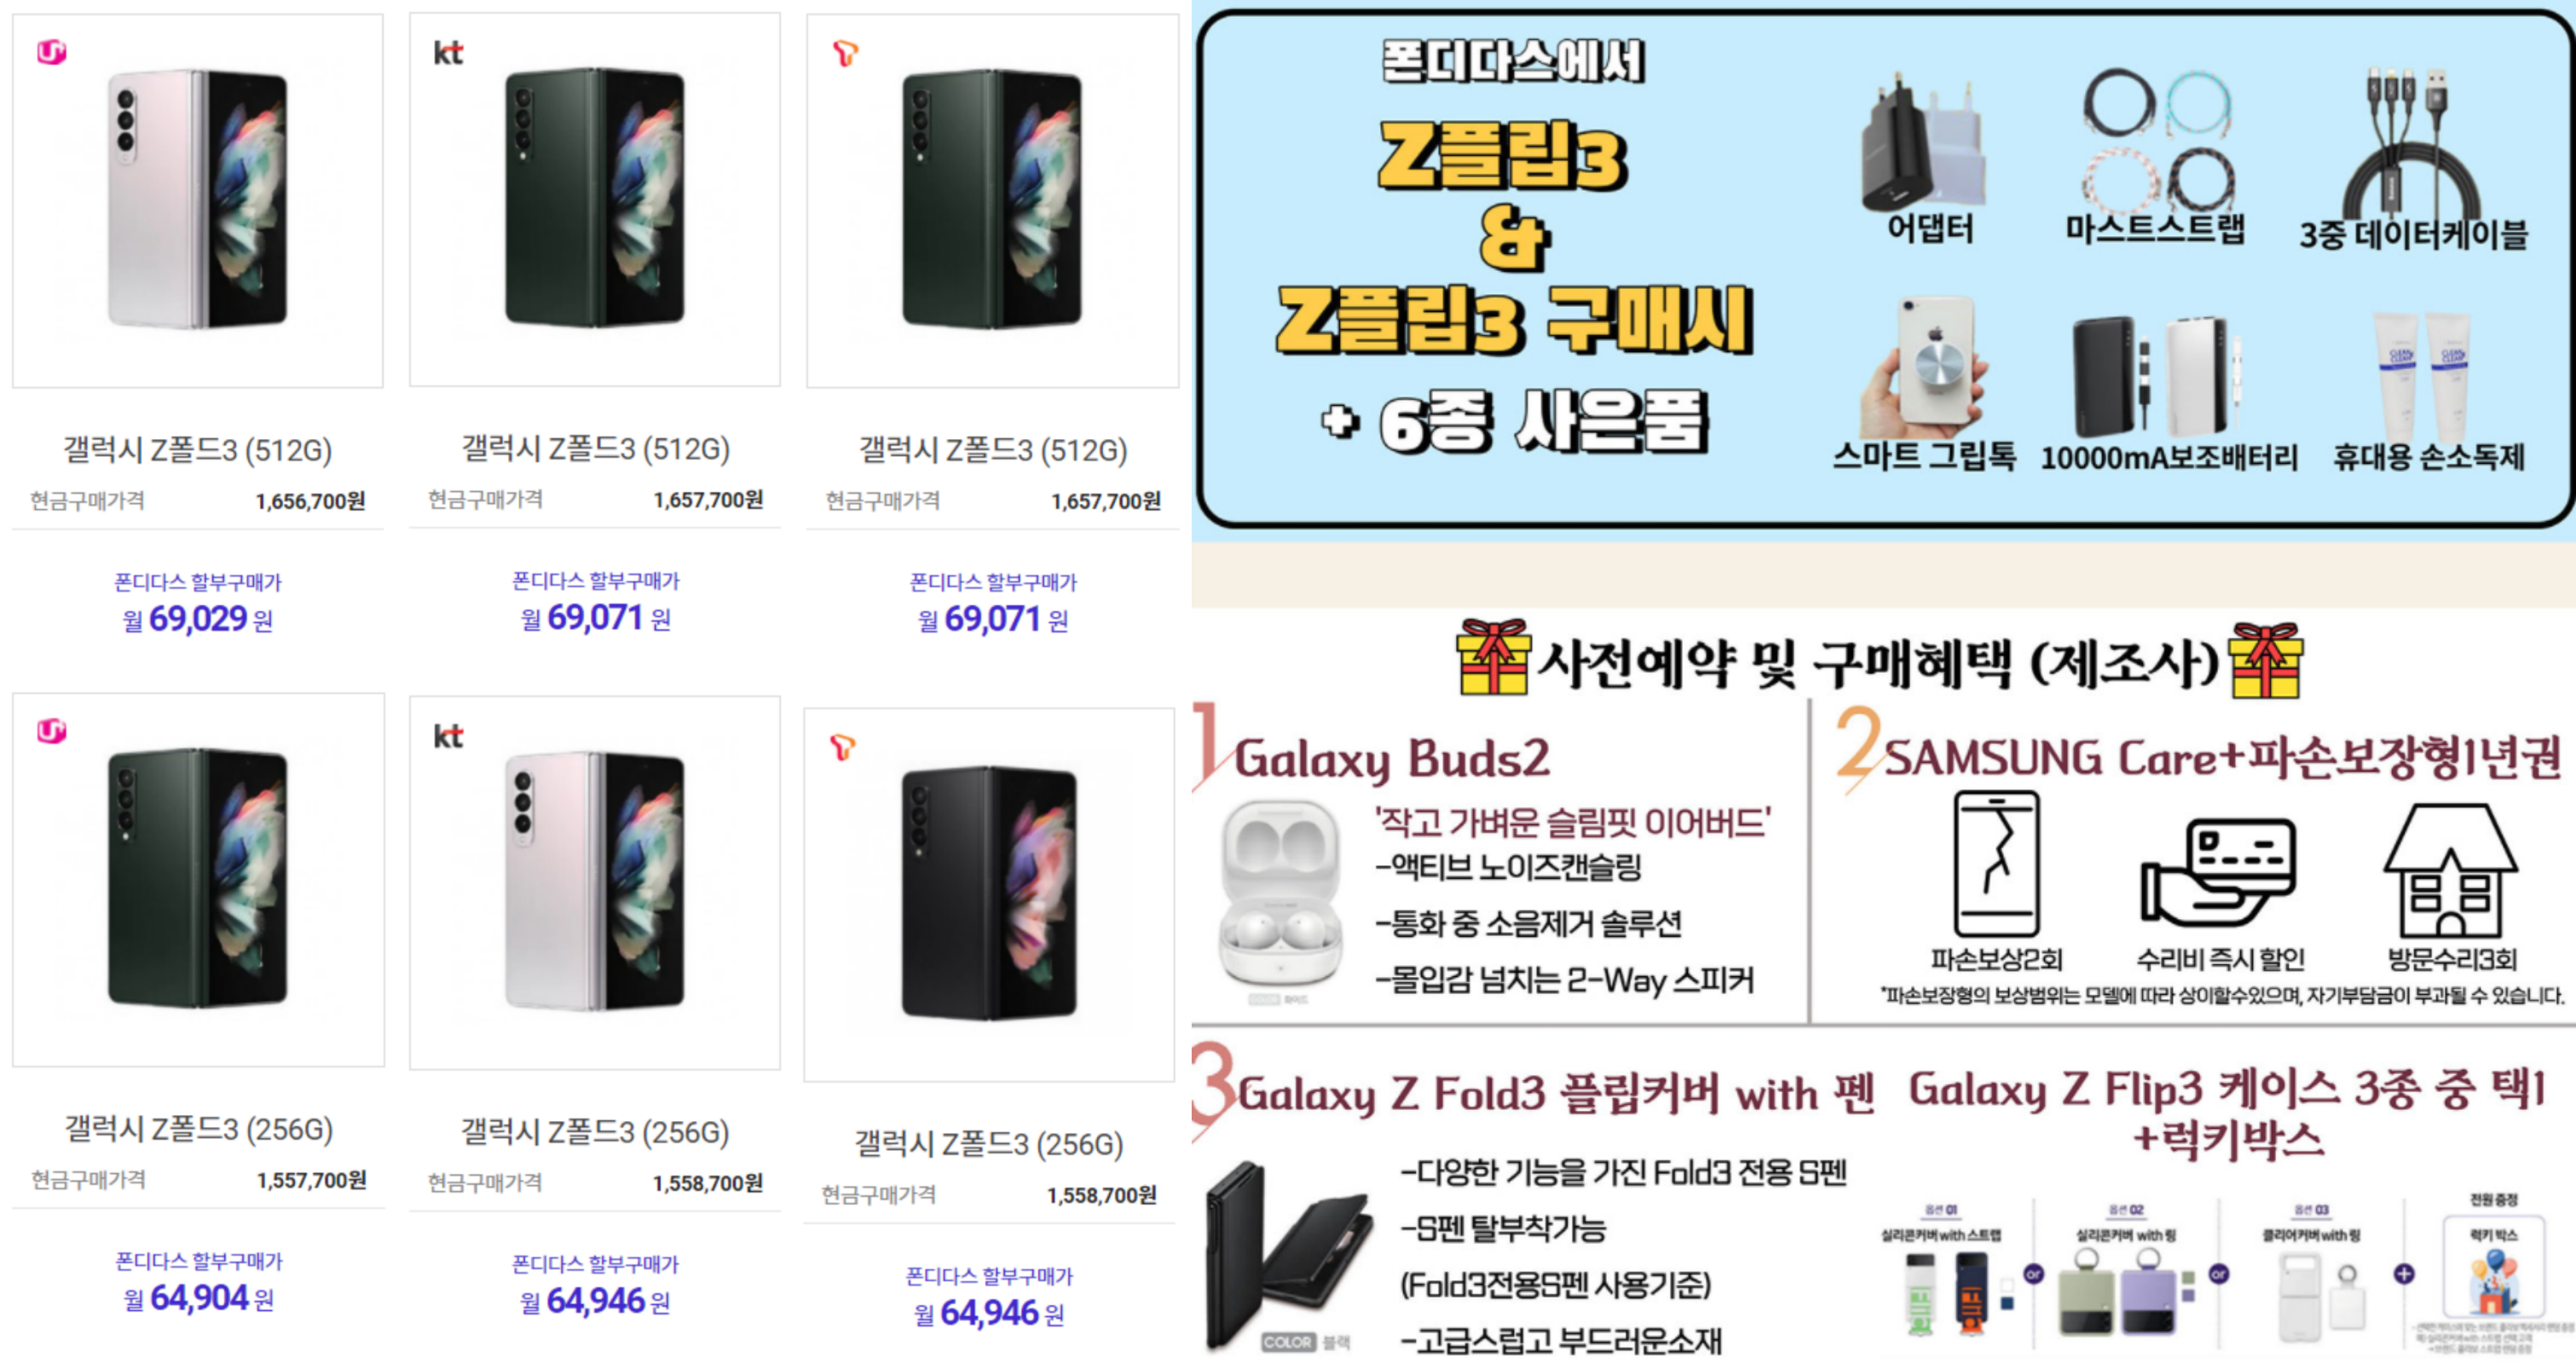 U+
kt
T
갤럭시 Z폴드3 (512G)
현금구매가격 1,656,700원
폰디다스 할부구매가
월 69,029 원
갤럭시 Z폴드3 (512G)
현금구매가격 1,657,700원
폰디다스 할부구매가
월 69,071 원
갤럭시 Z폴드3 (512G)
현금구매가격 1,657,700원
폰디다스 할부구매가
월 69,071 원
U+
kt
T
갤럭시 Z폴드3 (256G)
현금구매가격 1,557,700원
폰디다스 할부구매가
월 64,904 원
갤럭시 Z폴드3 (256G)
현금구매가격 1,558,700원
폰디다스 할부구매가
월 64,946 원
갤럭시 Z폴드3 (256G)
현금구매가격 1,558,700원
폰디다스 할부구매가
월 64,946 원
폰디다스에서
Z플립3
&
Z플립3 구매시
+ 6종 사은품
어댑터
마스트스트랩
3중 데이터케이블
스마트 그립톡
10000mA보조배터리
CLEAN CLEAR
CLEAN CLEAR
휴대용 손소독제
사전예약 및 구매혜택 (제조사)
1 Galaxy Buds2
'작고 가벼운 슬림핏 이어버드'
-액티브 노이즈캔슬링
-통화 중 소음제거 솔루션
-몰입감 넘치는 2-Way 스피커
COLOR 화이트
2 SAMSUNG Care+파손보장형1년권
파손보상2회
수리비 즉시 할인
방문수리3회
*파손보장형의 보상범위는 모델에 따라 상이할수있으며, 자기부담금이 부과될 수 있습니다.
3 Galaxy Z Fold3 플립커버 with 펜
-다양한 기능을 가진 Fold3 전용 S펜
-S펜 탈부착가능
(Fold3전용S펜 사용기준)
-고급스럽고 부드러운소재
COLOR 블랙
Galaxy Z Flip3 케이스 3종 중 택1
+럭키박스
옵션 01
실리콘커버 with 스트랩
or
옵션 02
실리콘커버 with 링
or
옵션 03
클리어커버 with 링
+
전원 증정
럭키 박스